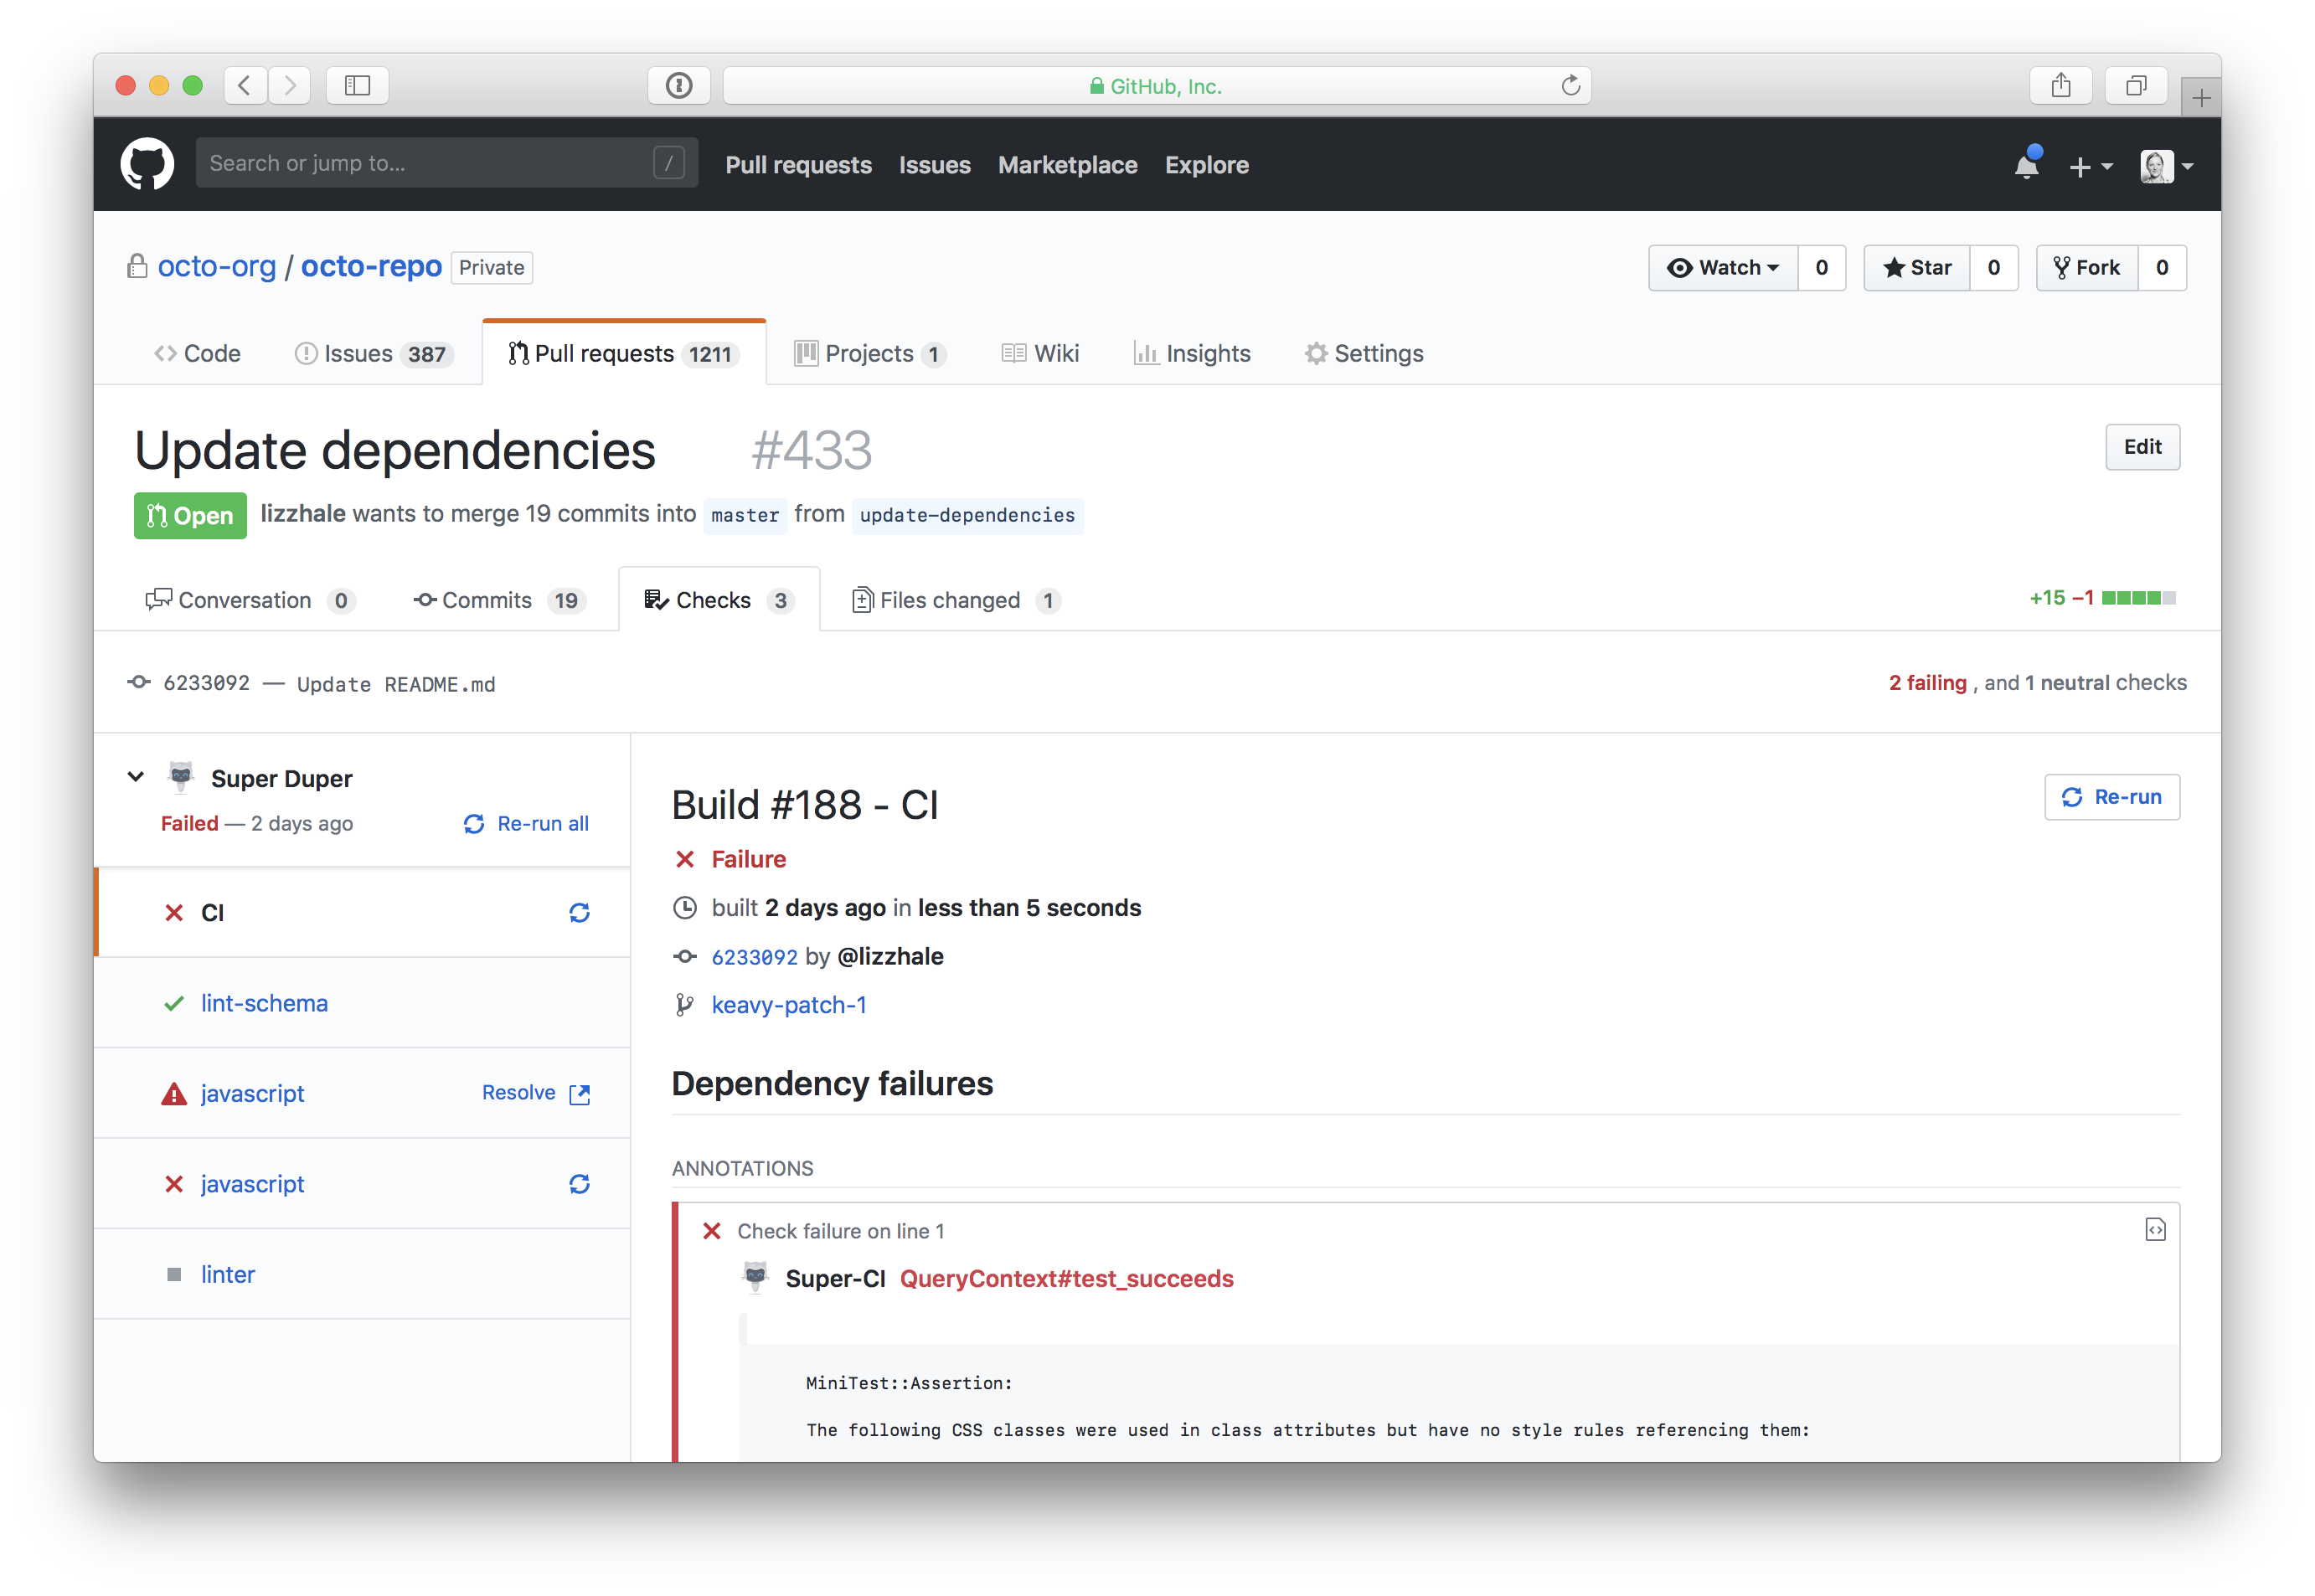 GitHub, Inc.
Search or jump to... /
Pull requests Issues Marketplace Explore
octo-org / octo-repo Private
Watch 0 Star 0 Fork 0
Code Issues 387 Pull requests 1211 Projects 1 Wiki Insights Settings
Update dependencies #433
Edit
Open lizzhale wants to merge 19 commits into master from update-dependencies
Conversation 0 Commits 19 Checks 3 Files changed 1
+15 −1
6233092 — Update README.md
2 failing , and 1 neutral checks
Super Duper
Failed — 2 days ago Re-run all
CI
lint-schema
javascript Resolve
javascript
linter
Build #188 - CI
Re-run
Failure
built 2 days ago in less than 5 seconds
6233092 by @lizzhale
keavy-patch-1
Dependency failures
ANNOTATIONS
Check failure on line 1
Super-CI QueryContext#test_succeeds
MiniTest::Assertion:
The following CSS classes were used in class attributes but have no style rules referencing them: